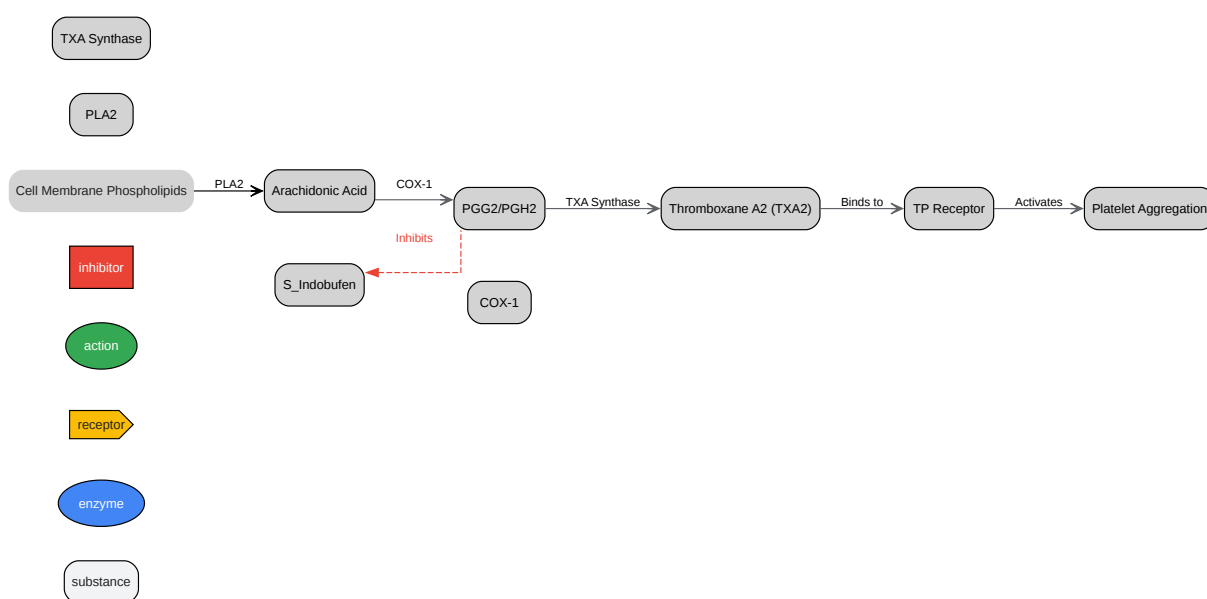 TXA Synthase
PLA2
Cell Membrane Phospholipids
PLA2
Arachidonic Acid
COX-1
PGG2/PGH2
TXA Synthase
Thromboxane A2 (TXA2)
Binds to
TP Receptor
Activates
Platelet Aggregation
Inhibits
inhibitor
S_Indobufen
COX-1
action
receptor
enzyme
substance